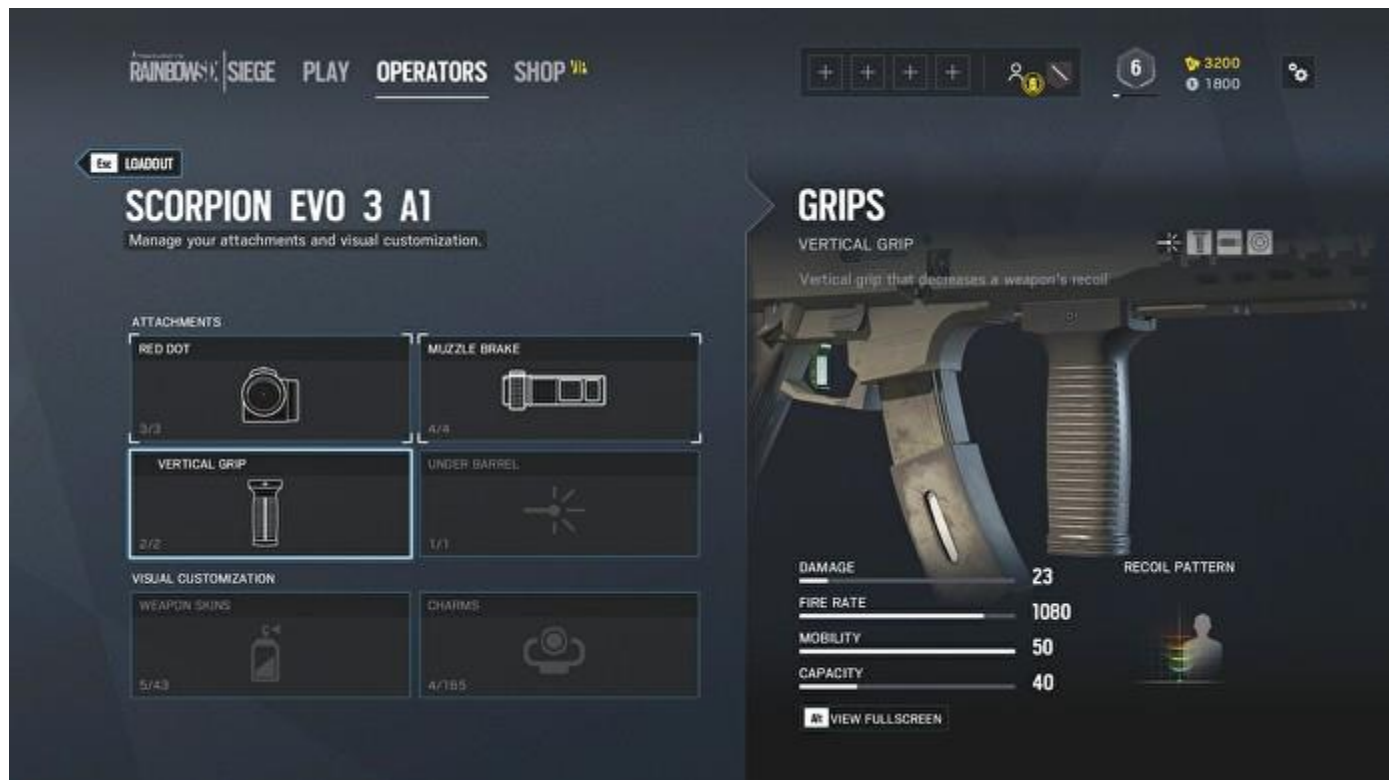 RAINBOW SIX SIEGE PLAY OPERATORS SHOP
6
3200
1800
Esc LOADOUT
SCORPION EVO 3 A1
Manage your attachments and visual customization.
ATTACHMENTS
RED DOT
3/3
MUZZLE BRAKE
4/4
VERTICAL GRIP
2/2
UNDER BARREL
1/1
VISUAL CUSTOMIZATION
WEAPON SKINS
5/43
CHARMS
4/165
GRIPS
VERTICAL GRIP
Vertical grip that decreases a weapon's recoil
DAMAGE 23
FIRE RATE 1080
MOBILITY 50
CAPACITY 40
RECOIL PATTERN
Alt VIEW FULLSCREEN